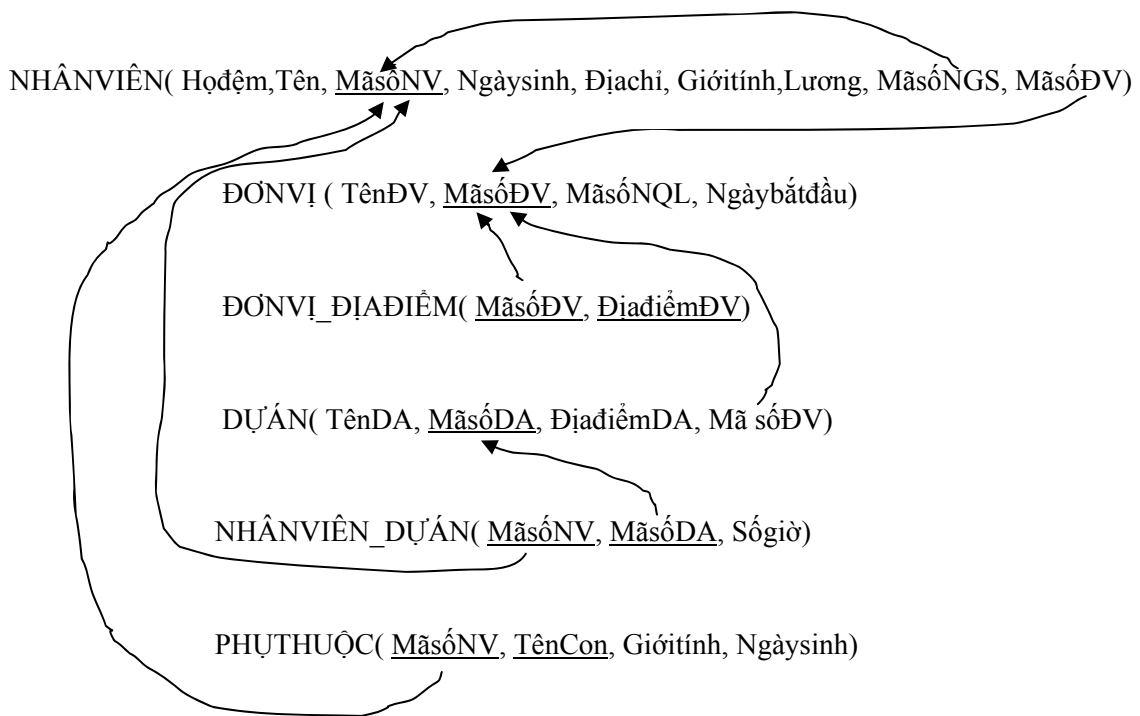 NHÂNVIÊN( Họđệm,Tên, MãsốNV, Ngàysinh, Địachỉ, Giớitính,Lương, MãsốNGS, MãsốĐV)
ĐƠNVỊ ( TênĐV, MãsốĐV, MãsốNQL, Ngàybắtđầu)
ĐƠNVỊ_ĐỊAĐIỂM( MãsốĐV, ĐịađiểmĐV)
DỰÁN( TênDA, MãsốDA, ĐịađiểmDA, Mã sốĐV)
NHÂNVIÊN_DỰÁN( MãsốNV, MãsốDA, Sốgiờ)
PHỤTHUỘC( MãsốNV, TênCon, Giớitính, Ngàysinh)